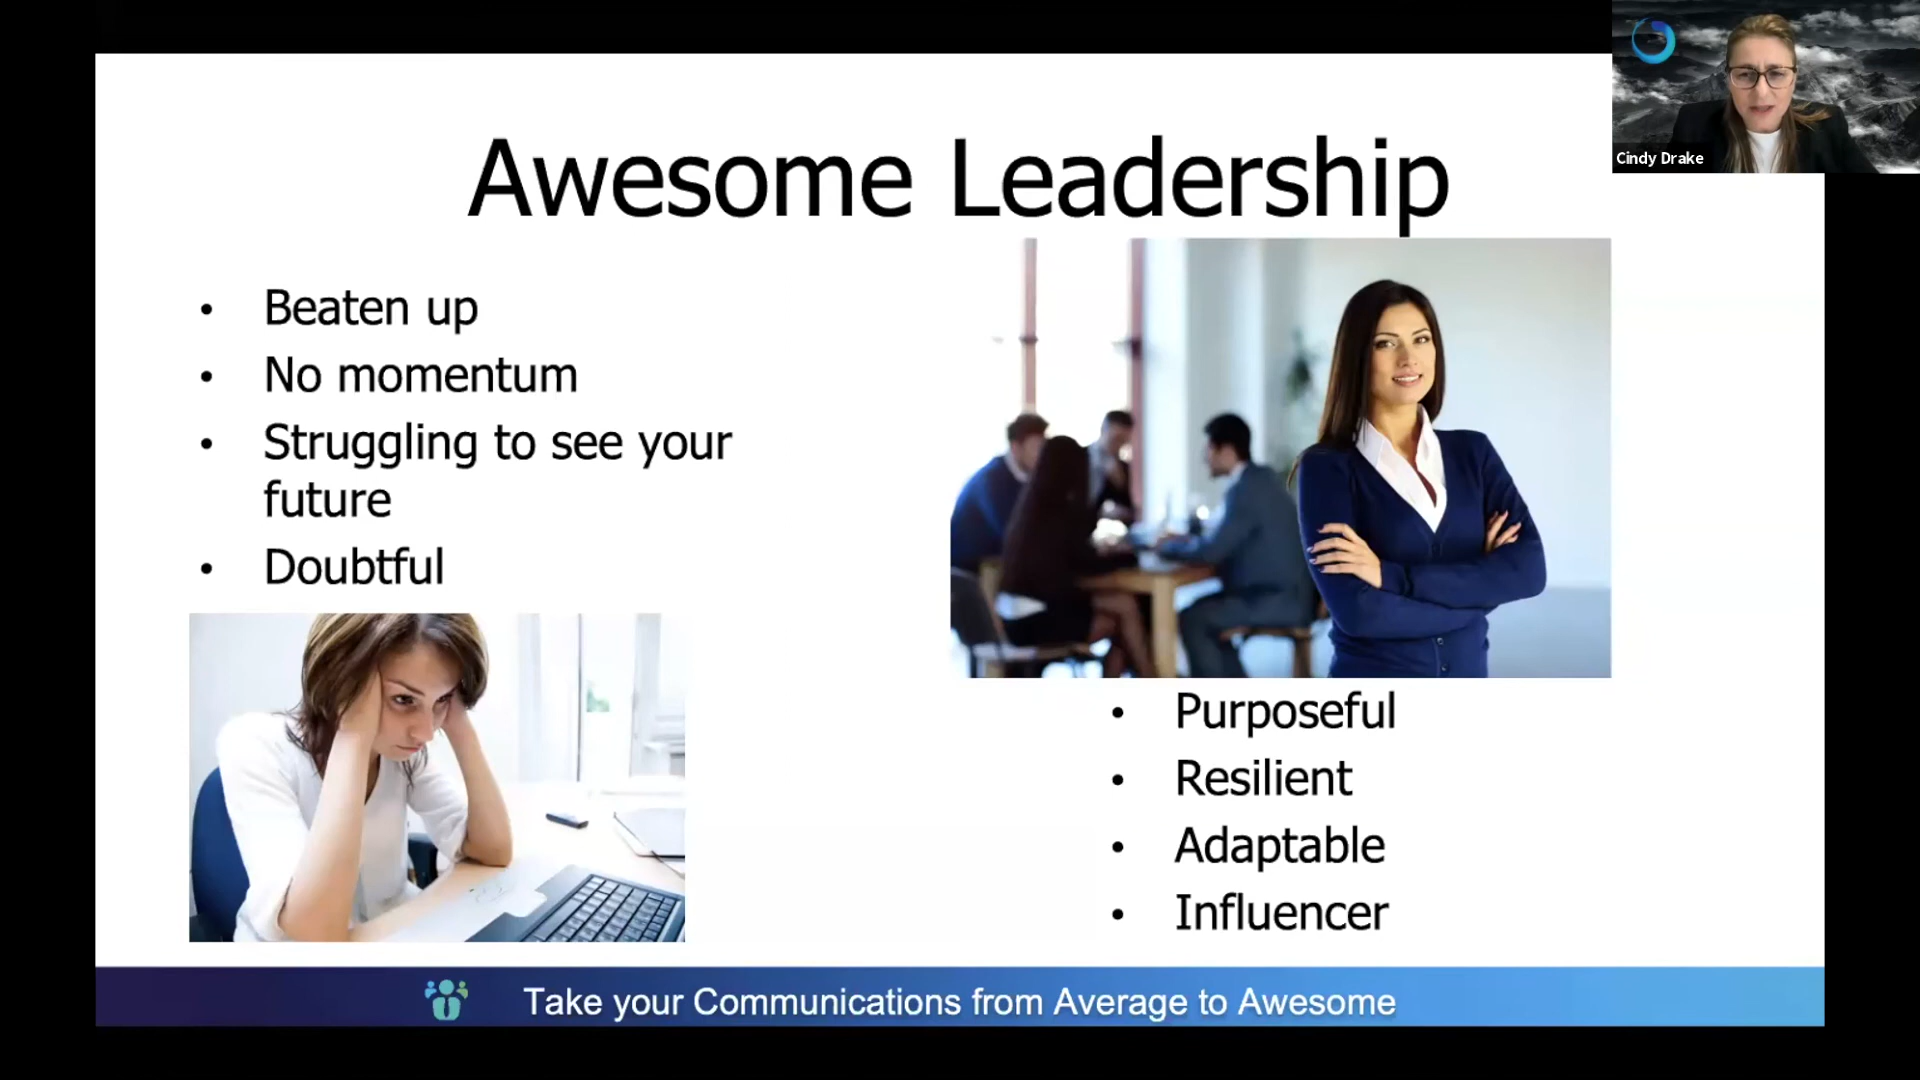 Cindy Drake
Awesome Leadership
• Beaten up
• No momentum
• Struggling to see your
future
• Doubtful
• Purposeful
• Resilient
• Adaptable
• Influencer
Take your Communications from Average to Awesome